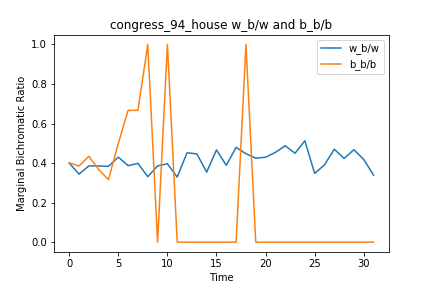 congress_94_house w_b/w and b_b/b
w_b/w
b_b/b
Marginal Bichromatic Ratio
1.0
0.8
0.6
0.4
0.2
0.0
0 5 10 15 20 25 30
Time